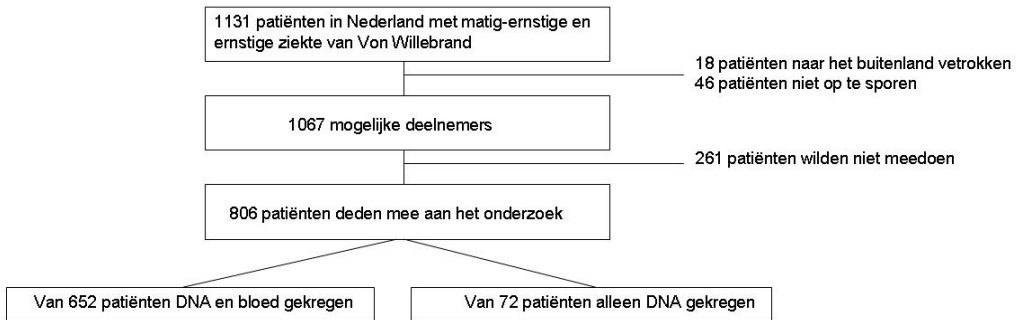 1131 patiënten in Nederland met matig-ernstige en
ernstige ziekte van Von Willebrand
18 patiënten naar het buitenland vetrokken
46 patiënten niet op te sporen
1067 mogelijke deelnemers
261 patiënten wilden niet meedoen
806 patiënten deden mee aan het onderzoek
Van 652 patiënten DNA en bloed gekregen
Van 72 patiënten alleen DNA gekregen